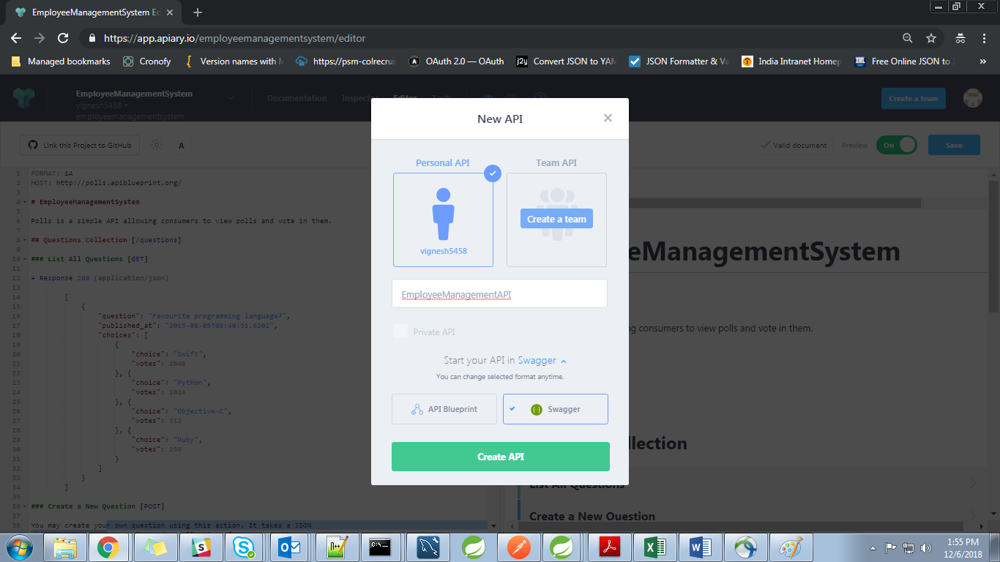 EmployeeManagementSystem Ed
https://app.apiary.io/employeemanagementsystem/editor
Managed bookmarks Cronofy Version names with M https://psm-colrecrui OAuth 2.0 — OAuth Convert JSON to YAM JSON Formatter & Va India Intranet Homep Free Online JSON to J »
EmployeeManagementSystem
vignesh5458 •
employeemanagementsystem
Documentation Inspector Editor Tests
Create a team
Link this Project to GitHub A
Valid document Preview On Save
1 FORMAT: 1A
2 HOST: http://polls.apiblueprint.org/
3
4 # EmployeeManagementSystem
5
6 Polls is a simple API allowing consumers to view polls and vote in them.
7
8 ## Questions Collection [/questions]
9
10 ### List All Questions [GET]
11
12 + Response 200 (application/json)
13
14 [
15 {
16 "question": "Favourite programming language?",
17 "published_at": "2015-08-05T08:40:51.620Z",
18 "choices": [
19 {
20 "choice": "Swift",
21 "votes": 2048
22 }, {
23 "choice": "Python",
24 "votes": 1024
25 }, {
26 "choice": "Objective-C",
27 "votes": 512
28 }, {
29 "choice": "Ruby",
30 "votes": 256
31 }
32 ]
33 }
34 ]
35
36 ### Create a New Question [POST]
37
38 You may create your own question using this action. It takes a JSON
New API
Personal API Team API
vignesh5458
Create a team
EmployeeManagementAPI
Private API
Start your API in Swagger
You can change selected format anytime.
API Blueprint Swagger
Create API
eManagementSystem
ng consumers to view polls and vote in them.
llection
List All Questions
Create a New Question
1:55 PM
12/6/2018